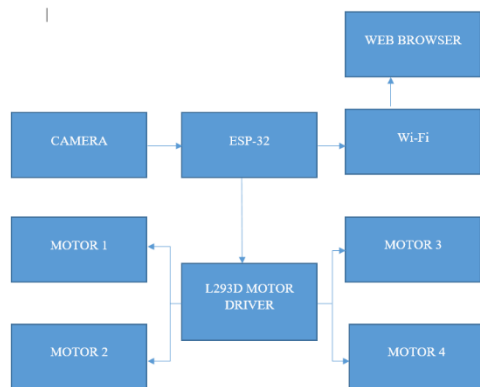 WEB BROWSER
CAMERA
ESP-32
Wi-Fi
MOTOR 1
MOTOR 3
L293D MOTOR
DRIVER
MOTOR 2
MOTOR 4